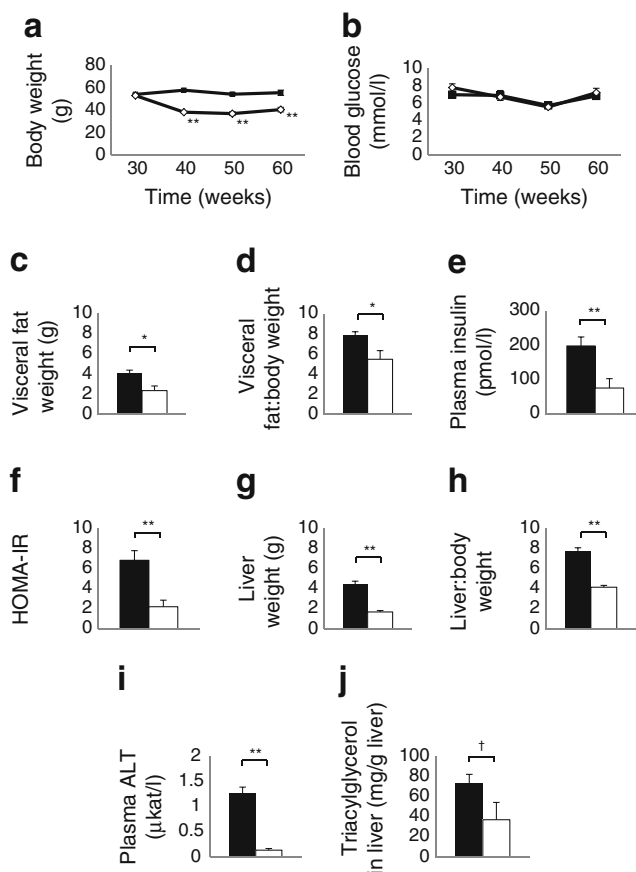 a
Body weight
(g)
80
60
40
20
0
**
**
**
30 40 50 60
Time (weeks)
b
Blood glucose
(mmol/l)
10
8
6
4
2
0
30 40 50 60
Time (weeks)
c
Visceral fat
weight (g)
10
8
6
4
2
0
*
d
Visceral
fat:body weight
10
8
6
4
2
0
*
e
Plasma insulin
(pmol/l)
300
200
100
0
**
f
HOMA-IR
10
8
6
4
2
0
**
g
Liver
weight (g)
10
8
6
4
2
0
**
h
Liver:body
weight
10
8
6
4
2
0
**
i
Plasma ALT
(μkat/l)
2
1.5
1
0.5
0
**
j
Triacylglycerol
in liver (mg/g liver)
100
80
60
40
20
0
†